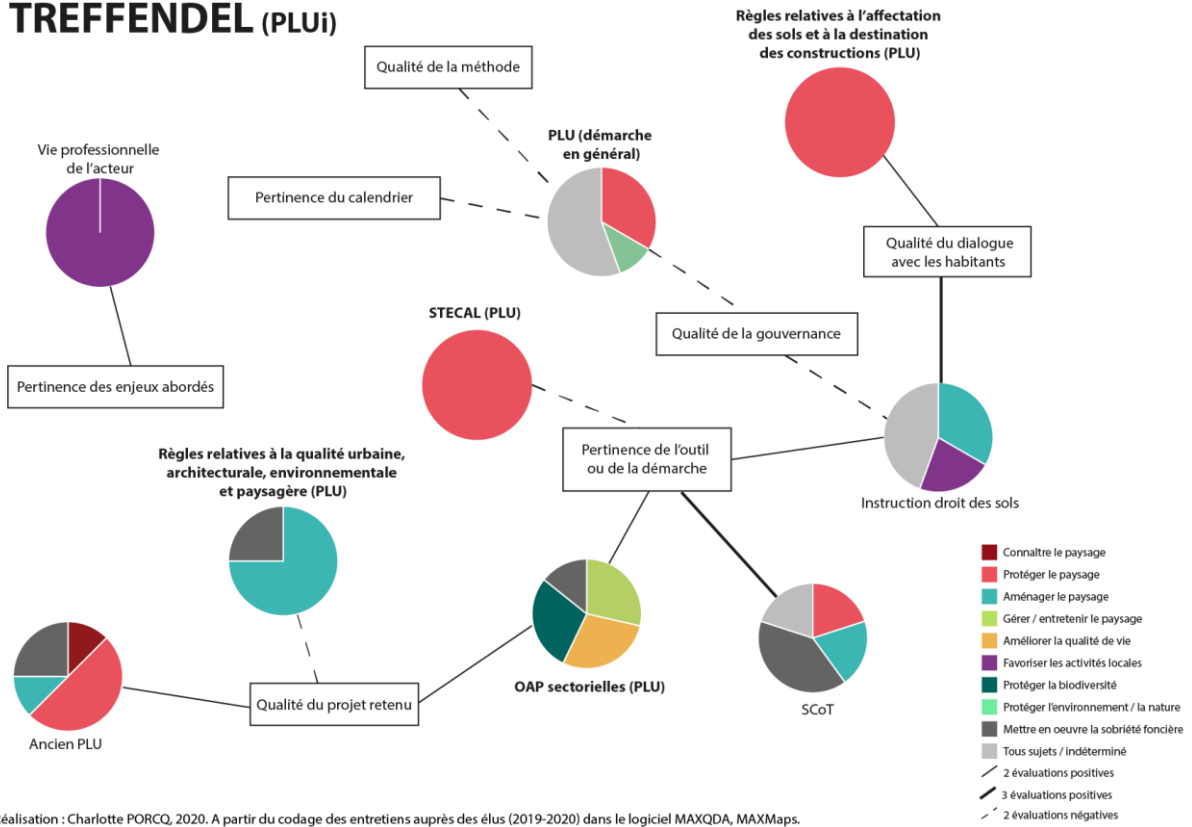 TREFFENDEL (PLUi)
Règles relatives à l'affectation
des sols et à la destination
des constructions (PLU)
Qualité de la méthode
PLU (démarche
en général)
Vie professionnelle
de l'acteur
Pertinence du calendrier
Qualité du dialogue
avec les habitants
STECAL (PLU)
Qualité de la gouvernance
Pertinence des enjeux abordés
Règles relatives à la qualité urbaine,
architecturale, environnementale
et paysagère (PLU)
Pertinence de l'outil
ou de la démarche
Instruction droit des sols
OAP sectorielles (PLU)
Qualité du projet retenu
SCoT
Ancien PLU
Connaître le paysage
Protéger le paysage
Aménager le paysage
Gérer / entretenir le paysage
Améliorer la qualité de vie
Favoriser les activités locales
Protéger la biodiversité
Protéger l'environnement / la nature
Mettre en oeuvre la sobriété foncière
Tous sujets / indéterminé
2 évaluations positives
3 évaluations positives
2 évaluations négatives
Réalisation : Charlotte PORCQ, 2020. A partir du codage des entretiens auprès des élus (2019-2020) dans le logiciel MAXQDA, MAXMaps.